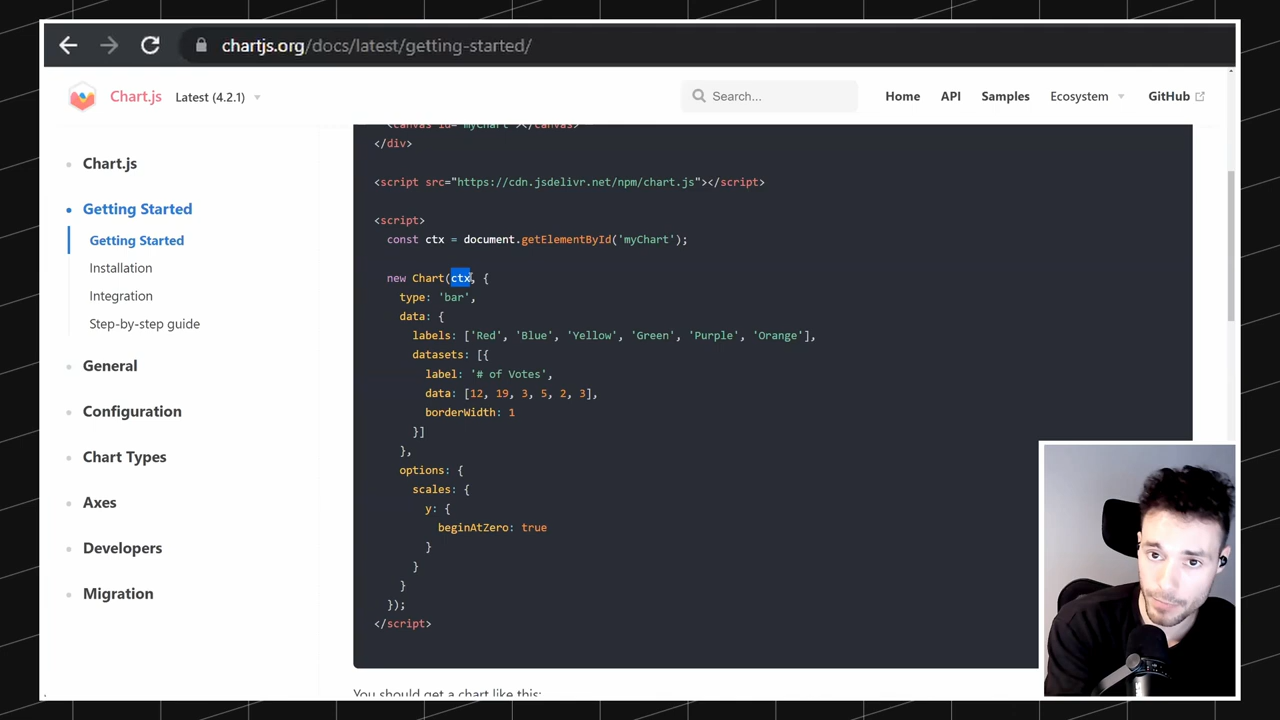 chartjs.org/docs/latest/getting-started/
Chart.js
Latest (4.2.1)
Search...
Home
API
Samples
Ecosystem
GitHub
Chart.js
Getting Started
Getting Started
Installation
Integration
Step-by-step guide
General
Configuration
Chart Types
Axes
Developers
Migration
<canvas id="myChart"></canvas>
</div>
<script src="https://cdn.jsdelivr.net/npm/chart.js"></script>
<script>
const ctx = document.getElementById('myChart');
new Chart(ctx, {
type: 'bar',
data: {
labels: ['Red', 'Blue', 'Yellow', 'Green', 'Purple', 'Orange'],
datasets: [{
label: '# of Votes',
data: [12, 19, 3, 5, 2, 3],
borderWidth: 1
}]
},
options: {
scales: {
y: {
beginAtZero: true
}
}
}
});
</script>
You should get a chart like this: